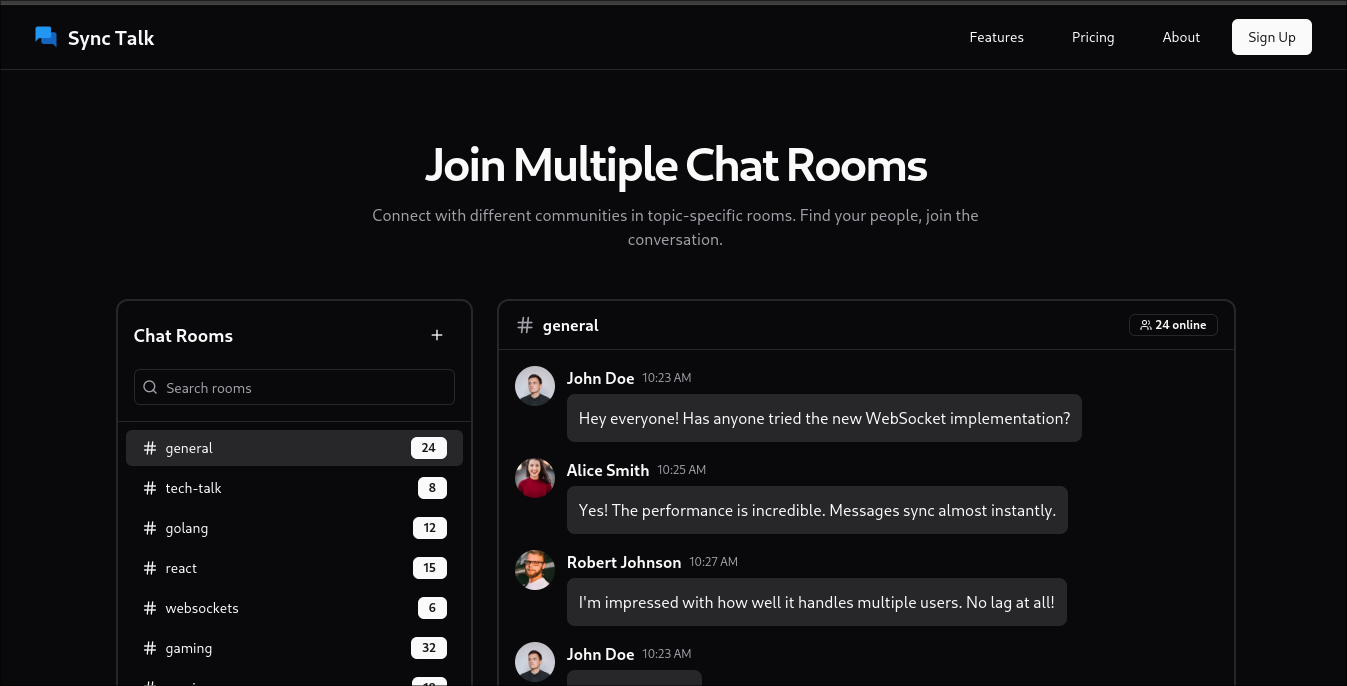 Sync Talk
Features
Pricing
About
Sign Up
Join Multiple Chat Rooms
Connect with different communities in topic-specific rooms. Find your people, join the
conversation.
Chat Rooms
+
Search rooms
# general 24
# tech-talk 8
# golang 12
# react 15
# websockets 6
# gaming 32
# general
24 online
John Doe 10:23 AM
Hey everyone! Has anyone tried the new WebSocket implementation?
Alice Smith 10:25 AM
Yes! The performance is incredible. Messages sync almost instantly.
Robert Johnson 10:27 AM
I'm impressed with how well it handles multiple users. No lag at all!
John Doe 10:23 AM